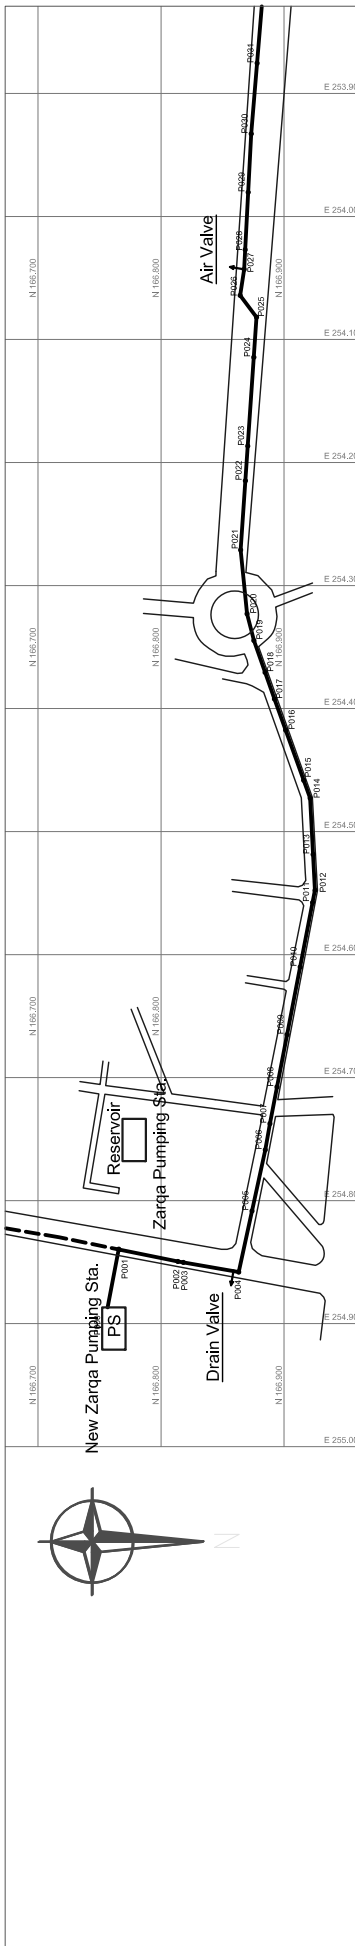 P031
E 253.90
P030
P029
E 254.00
Air Valve
P028
P027
N 166.700
N 166.800
P026
N 166.900
P025
E 254.10
P024
P023
E 254.20
P022
P021
E 254.30
P020
P019
N 166.700
N 166.800
N 166.900
P018
P017
E 254.40
P016
P015
P014
E 254.50
P013
P011
P012
E 254.60
P010
N 166.700
N 166.800
P009
E 254.70
P008
Reservoir
Zarqa Pumping Sta.
P007
P006
E 254.80
P005
P001
P002
P003
P004
New Zarqa Pumping Sta.
PS
Drain Valve
E 254.90
N 166.700
N 166.800
N 166.900
E 255.00
N